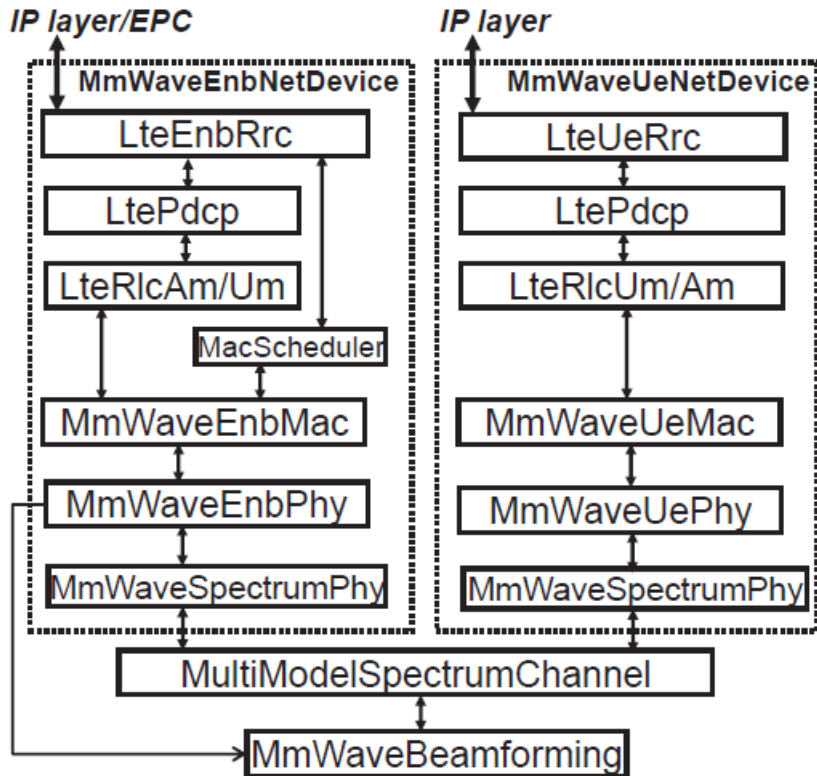 IP layer/EPC
MmWaveEnbNetDevice
LteEnbRrc
LtePdcp
LteRlcAm/Um
MacScheduler
MmWaveEnbMac
MmWaveEnbPhy
MmWaveSpectrumPhy
IP layer
MmWaveUeNetDevice
LteUeRrc
LtePdcp
LteRlcUm/Am
MmWaveUeMac
MmWaveUePhy
MmWaveSpectrumPhy
MultiModelSpectrumChannel
MmWaveBeamforming